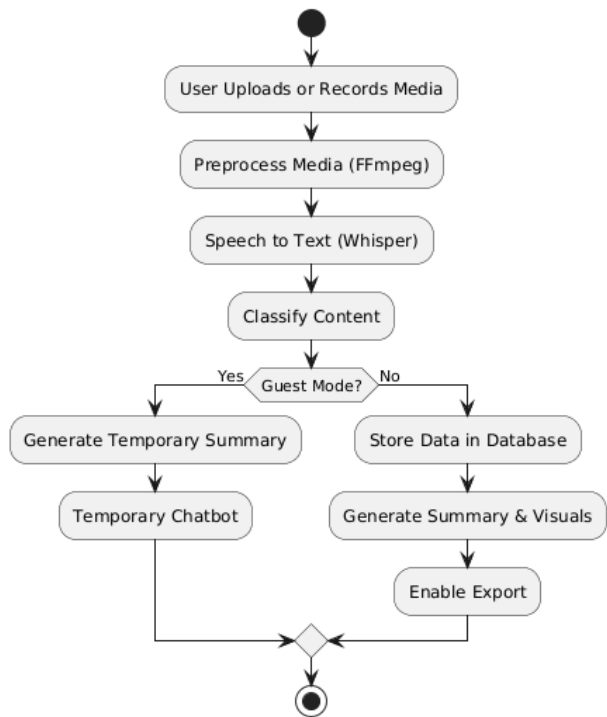 User Uploads or Records Media
Preprocess Media (FFmpeg)
Speech to Text (Whisper)
Classify Content
Yes
Guest Mode?
No
Generate Temporary Summary
Store Data in Database
Temporary Chatbot
Generate Summary & Visuals
Enable Export